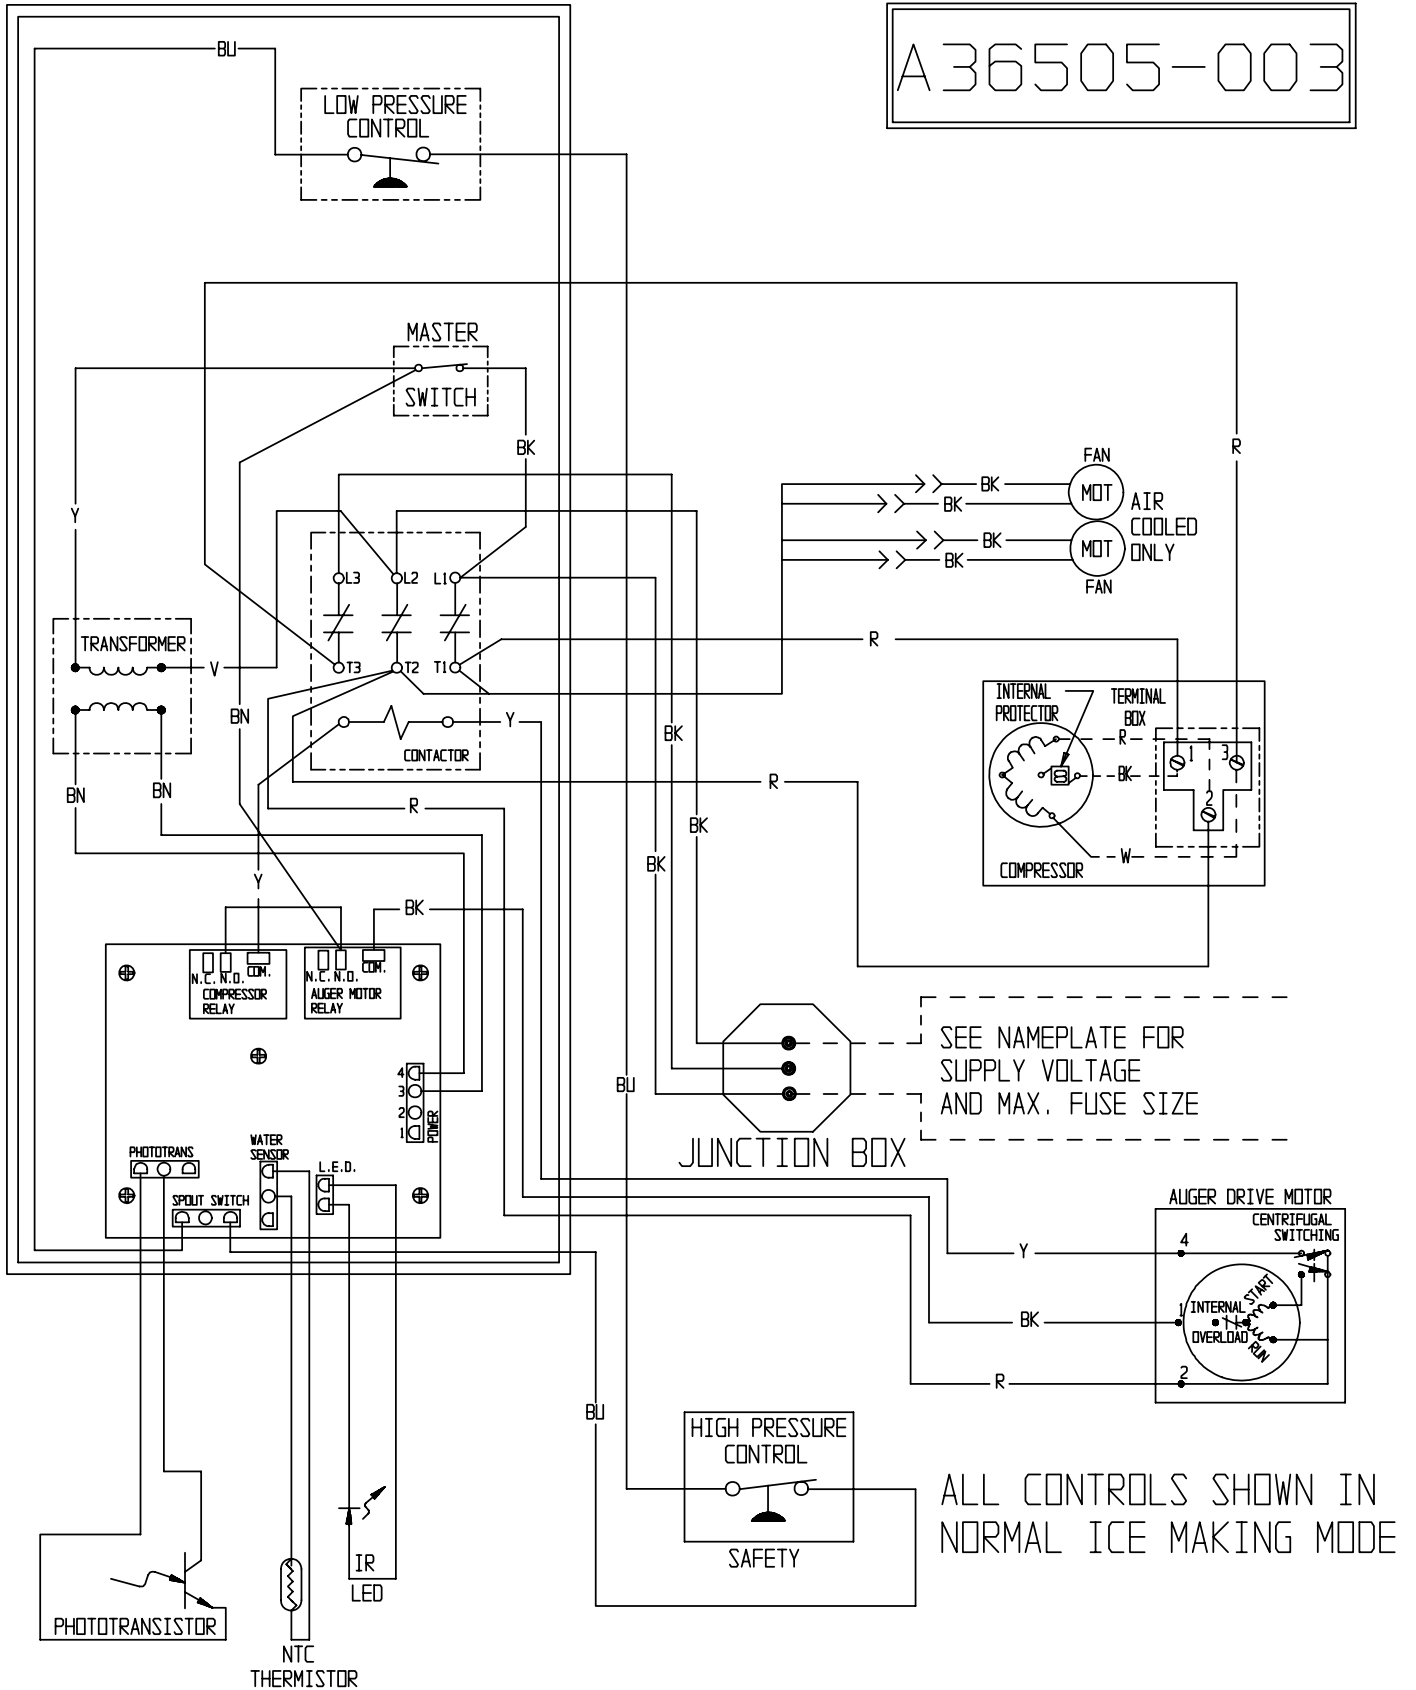 A36505-003
BU
LOW PRESSURE
CONTROL
MASTER
SWITCH
BK
R
Y
FAN
MOT
BK
BK
AIR
COOLED
ONLY
BK
BK
MOT
FAN
L3
L2
L1
TRANSFORMER
V
T3
T2
T1
R
BN
Y
CONTACTOR
BK
INTERNAL
PROTECTOR
TERMINAL
BOX
R
1
3
BK
2
W
COMPRESSOR
BN
BN
R
R
BK
BK
Y
BK
N.C.
N.O.
COM.
COMPRESSOR
RELAY
N.C.
N.O.
COM.
AUGER MOTOR
RELAY
4
3
2
1
POWER
BU
SEE NAMEPLATE FOR
SUPPLY VOLTAGE
AND MAX. FUSE SIZE
JUNCTION BOX
PHOTOTRANS
WATER
SENSOR
L.E.D.
SPOUT SWITCH
AUGER DRIVE MOTOR
CENTRIFUGAL
SWITCHING
4
Y
START
1
INTERNAL
OVERLOAD
BK
RUN
2
R
BU
HIGH PRESSURE
CONTROL
SAFETY
ALL CONTROLS SHOWN IN
NORMAL ICE MAKING MODE
IR
LED
PHOTOTRANSISTOR
NTC
THERMISTOR